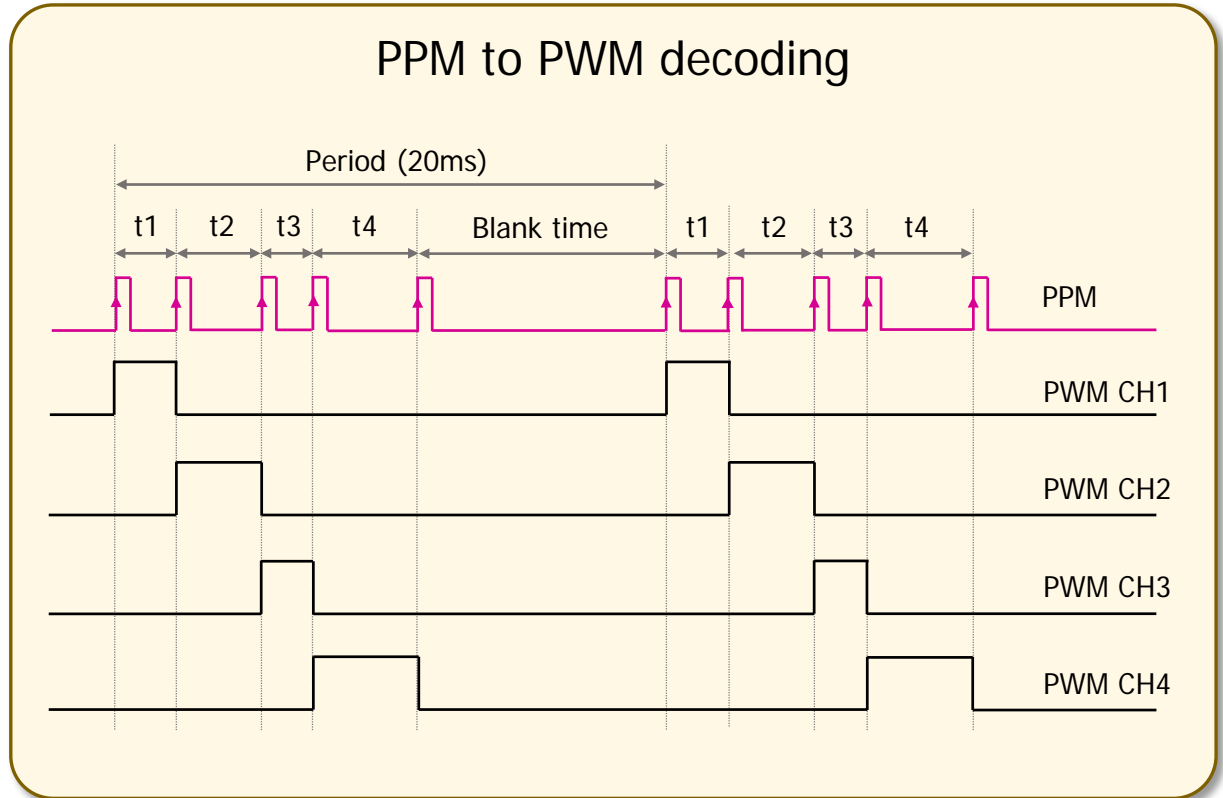 PPM to PWM decoding
Period (20ms)
t1 t2 t3 t4 Blank time t1 t2 t3 t4
PPM
PWM CH1
PWM CH2
PWM CH3
PWM CH4